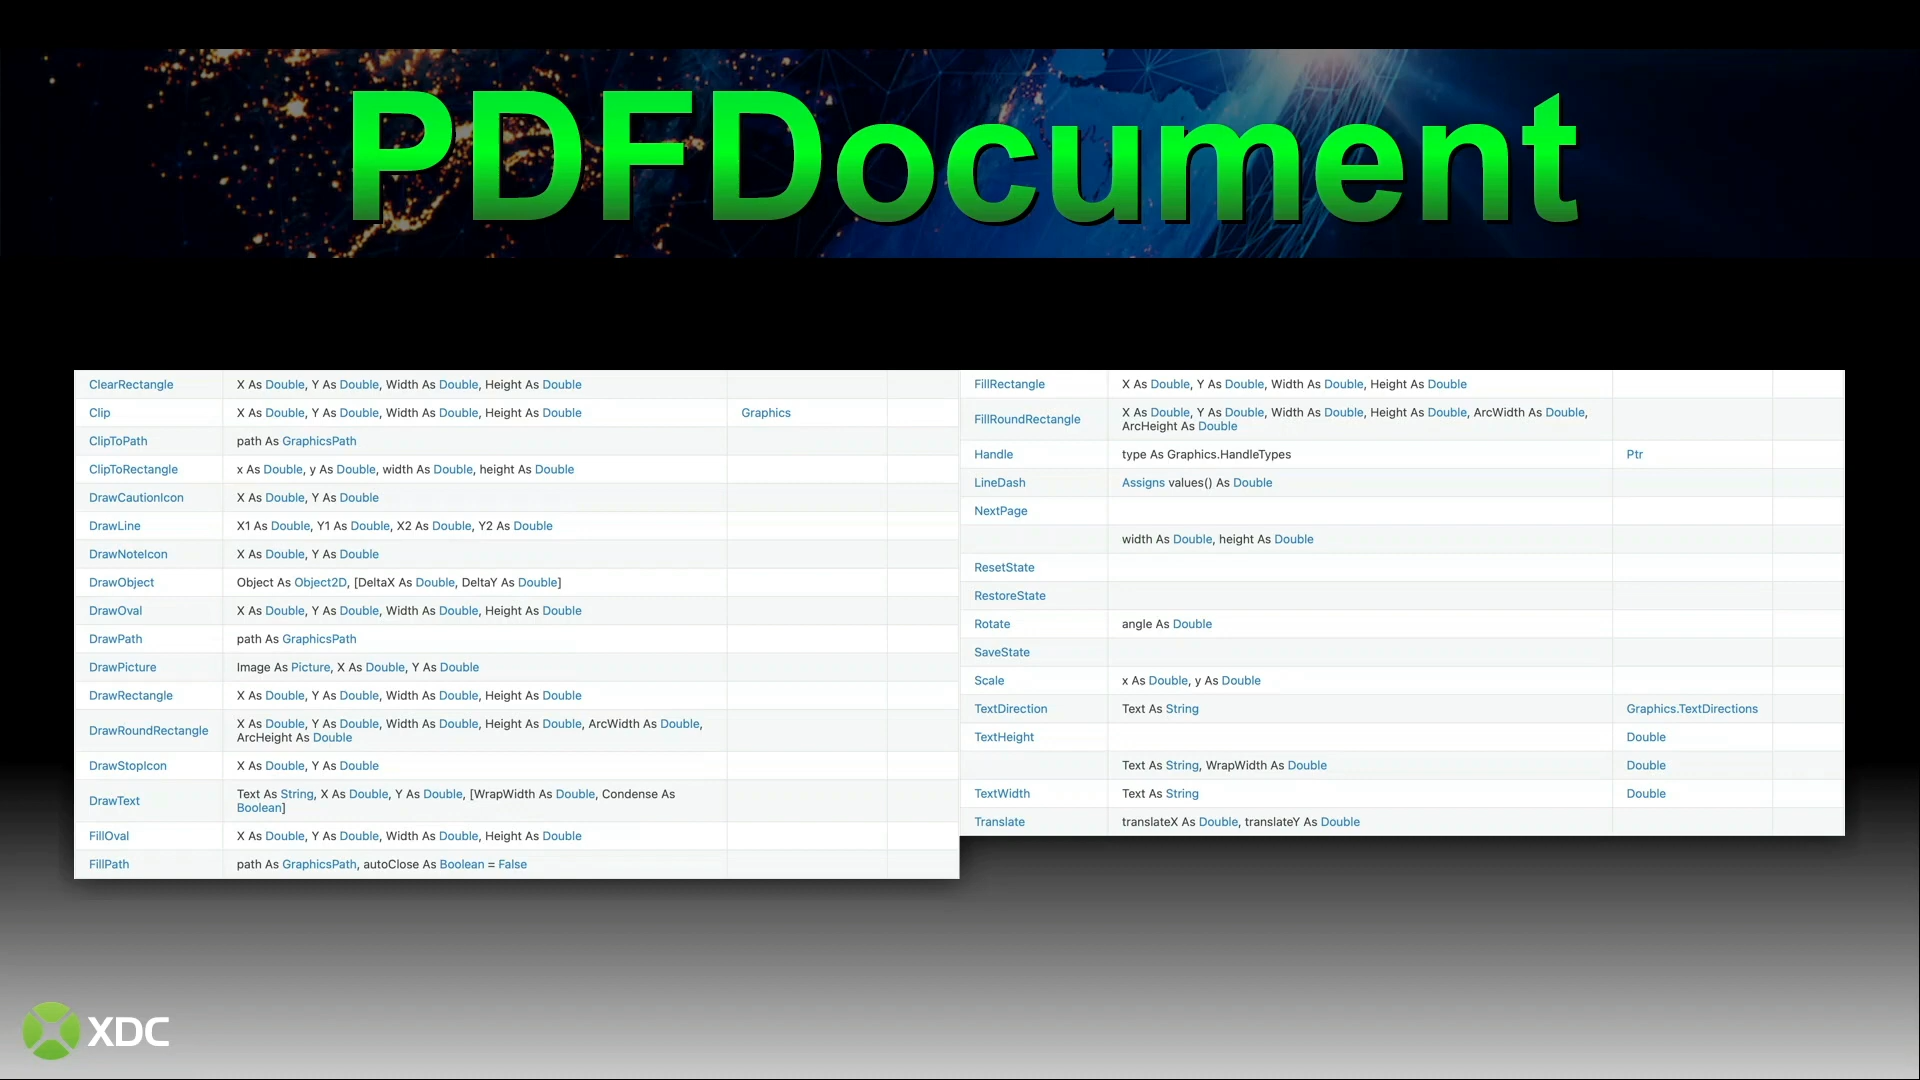 PDFDocument
ClearRectangle X As Double, Y As Double, Width As Double, Height As Double
Clip X As Double, Y As Double, Width As Double, Height As Double Graphics
ClipToPath path As GraphicsPath
ClipToRectangle x As Double, y As Double, width As Double, height As Double
DrawCautionIcon X As Double, Y As Double
DrawLine X1 As Double, Y1 As Double, X2 As Double, Y2 As Double
DrawNoteIcon X As Double, Y As Double
DrawObject Object As Object2D, [DeltaX As Double, DeltaY As Double]
DrawOval X As Double, Y As Double, Width As Double, Height As Double
DrawPath path As GraphicsPath
DrawPicture Image As Picture, X As Double, Y As Double
DrawRectangle X As Double, Y As Double, Width As Double, Height As Double
DrawRoundRectangle X As Double, Y As Double, Width As Double, Height As Double, ArcWidth As Double,
ArcHeight As Double
DrawStopIcon X As Double, Y As Double
DrawText Text As String, X As Double, Y As Double, [WrapWidth As Double, Condense As
Boolean]
FillOval X As Double, Y As Double, Width As Double, Height As Double
FillPath path As GraphicsPath, autoClose As Boolean = False
FillRectangle X As Double, Y As Double, Width As Double, Height As Double
FillRoundRectangle X As Double, Y As Double, Width As Double, Height As Double, ArcWidth As Double,
ArcHeight As Double
Handle type As Graphics.HandleTypes Ptr
LineDash Assigns values() As Double
NextPage
width As Double, height As Double
ResetState
RestoreState
Rotate angle As Double
SaveState
Scale x As Double, y As Double
TextDirection Text As String Graphics.TextDirections
TextHeight Double
Text As String, WrapWidth As Double Double
TextWidth Text As String Double
Translate translateX As Double, translateY As Double
XDC